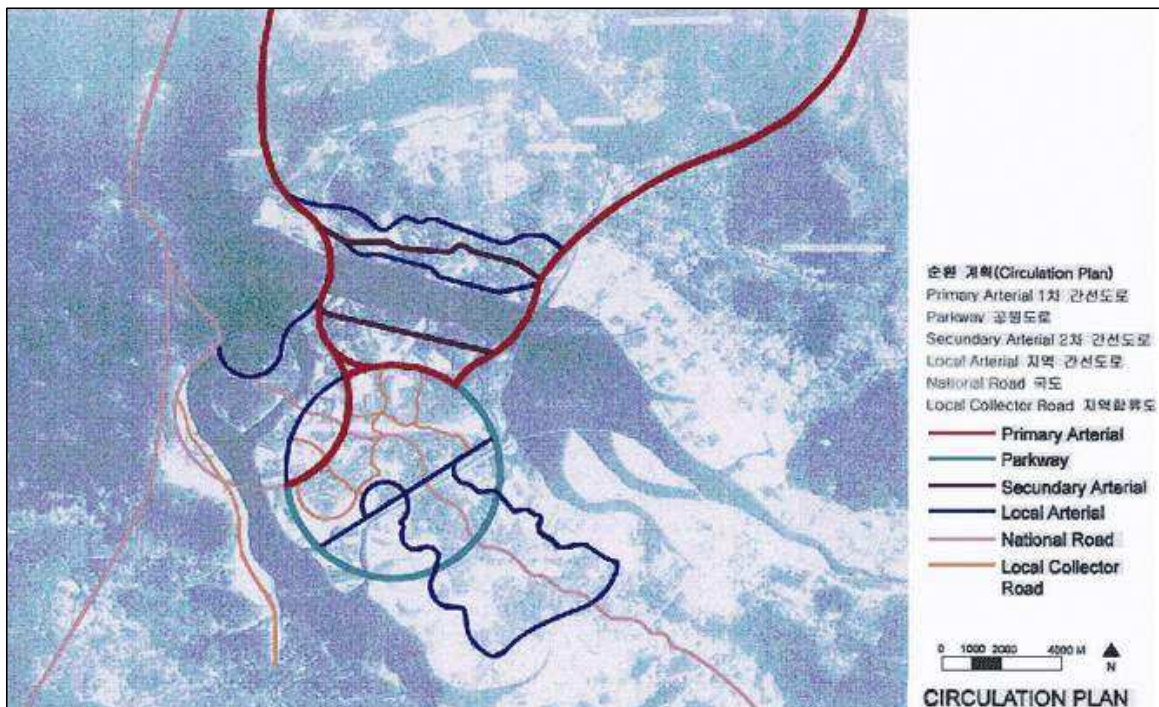 순환 계획(Circulation Plan)
Primary Arterial 1차 간선도로
Parkway 공원도로
Secundary Arterial 2차 간선도로
Local Arterial 지역 간선도로
National Road 국도
Local Collector Road 지역합류도
Primary Arterial
Parkway
Secundary Arterial
Local Arterial
National Road
Local Collector
Road
0 1000 2000 4000 M
N
CIRCULATION PLAN